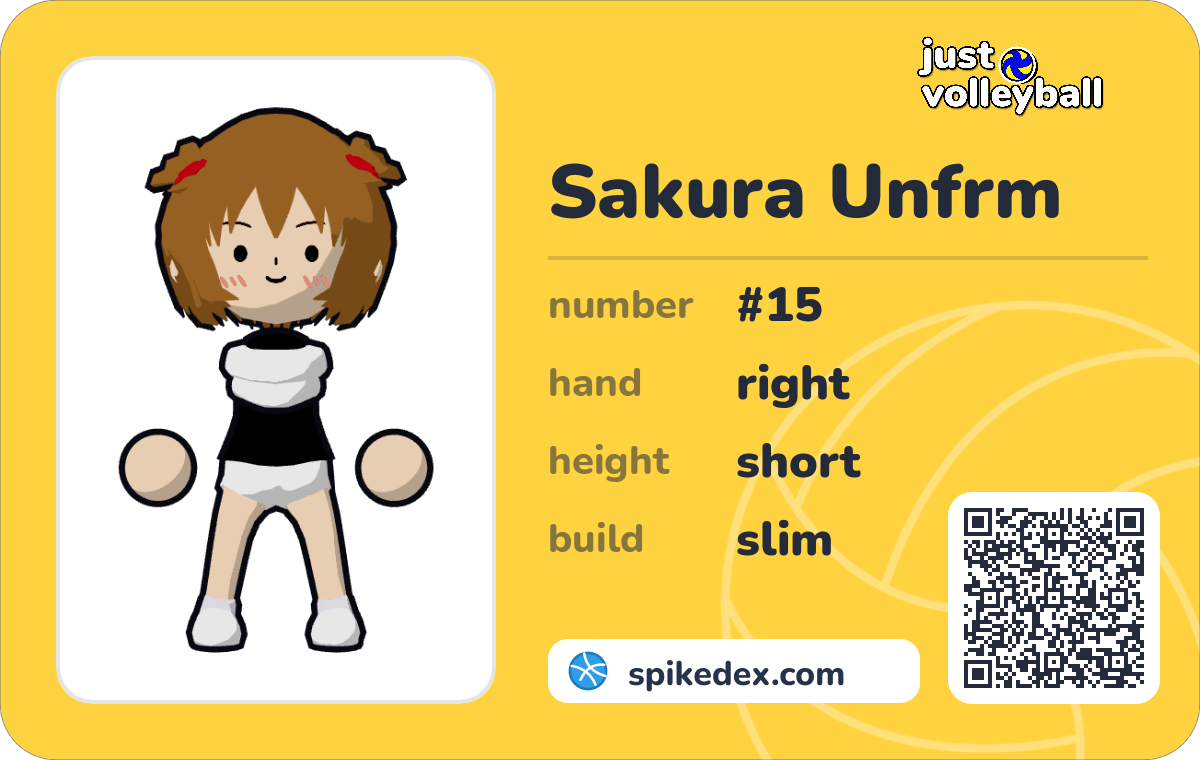 just
volleyball
Sakura Unfrm
number #15
hand right
height short
build slim
spikedex.com